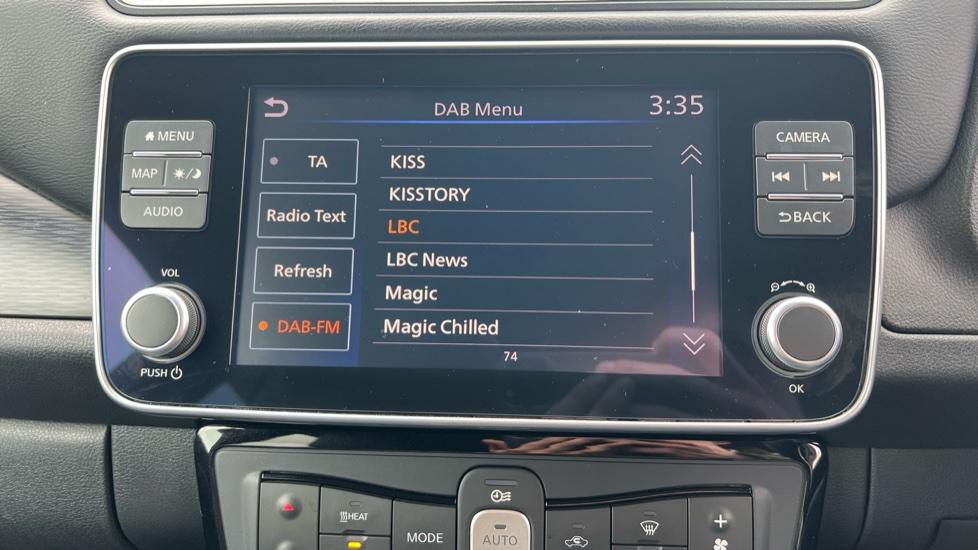 DAB Menu 3:35
MENU
MAP
AUDIO
VOL
PUSH
TA
Radio Text
Refresh
DAB-FM
KISS
KISSTORY
LBC
LBC News
Magic
Magic Chilled
74
CAMERA
BACK
OK
HEAT
MODE
AUTO
+